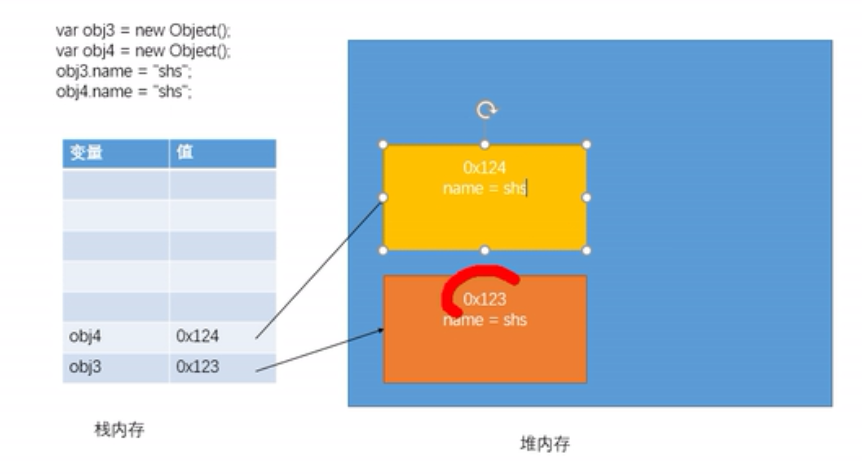 var obj3 = new Object();
var obj4 = new Object();
obj3.name = "shs";
obj4.name = "shs";
变量 值
obj4 0x124
obj3 0x123
栈内存
0x124
name = shs
0x123
name = shs
堆内存